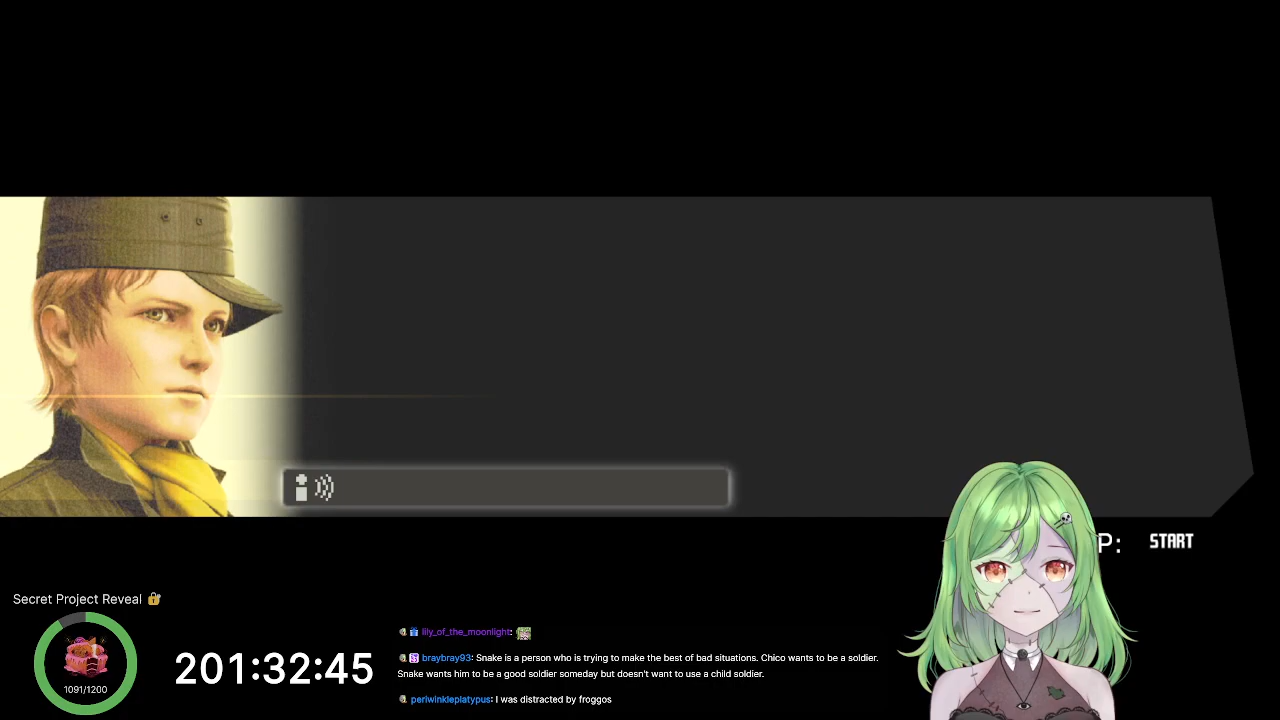 P: START
Secret Project Reveal
1091/1200
201:32:45
lily_of_the_moonlight:
braybray93: Snake is a person who is trying to make the best of bad situations. Chico wants to be a soldier.
Snake wants him to be a good soldier someday but doesn't want to use a child soldier.
periwinkleplatypus: I was distracted by froggos